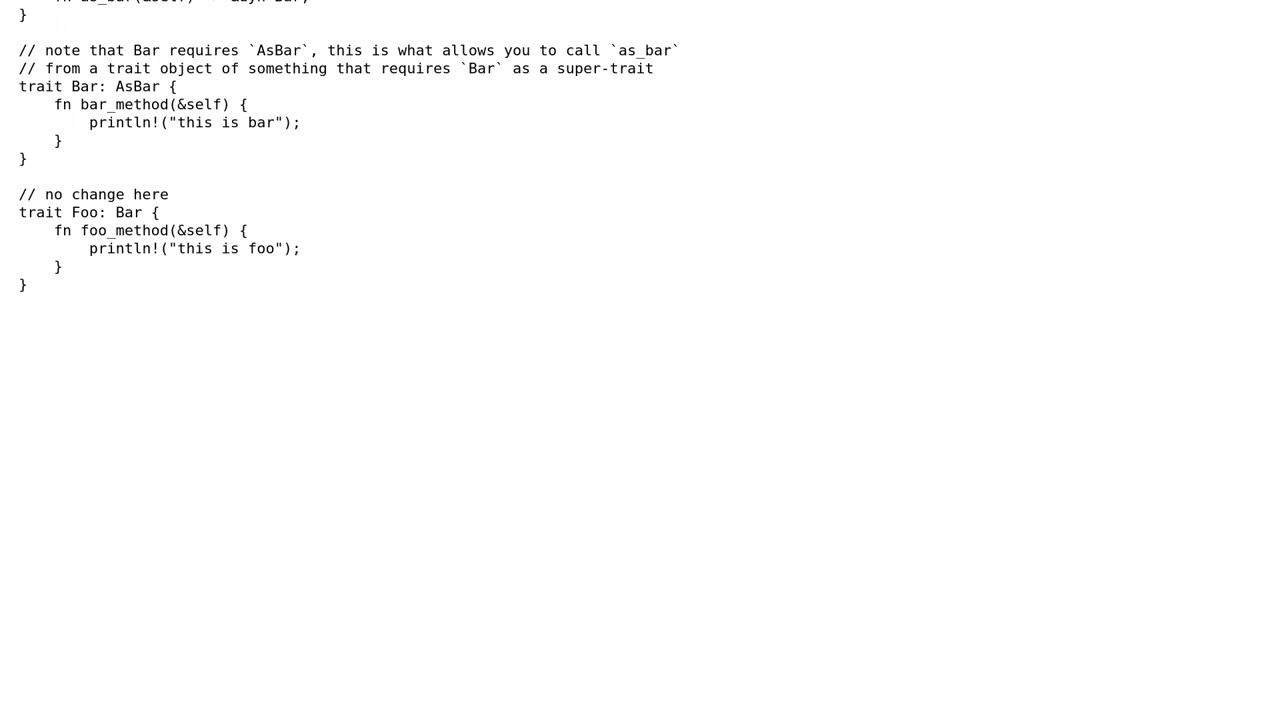 }

// note that Bar requires `AsBar`, this is what allows you to call `as_bar`
// from a trait object of something that requires `Bar` as a super-trait
trait Bar: AsBar {
    fn bar_method(&self) {
        println!("this is bar");
    }
}

// no change here
trait Foo: Bar {
    fn foo_method(&self) {
        println!("this is foo");
    }
}